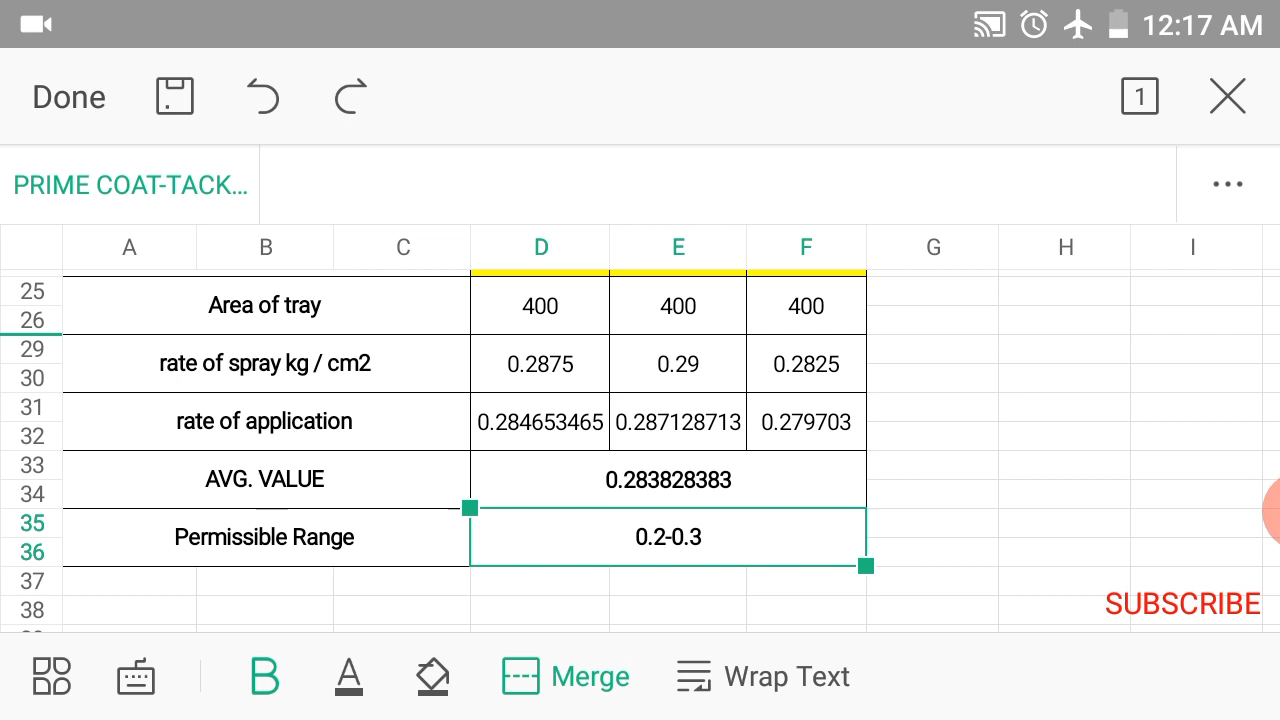 12:17 AM
Done
1
PRIME COAT-TACK...
A B C D E F G H I
25
Area of tray 400 400 400
26
29
rate of spray kg / cm2 0.2875 0.29 0.2825
30
31
rate of application 0.284653465 0.287128713 0.279703
32
33
AVG. VALUE 0.283828383
34
35
Permissible Range 0.2-0.3
36
37
38
SUBSCRIBE
B A Merge Wrap Text